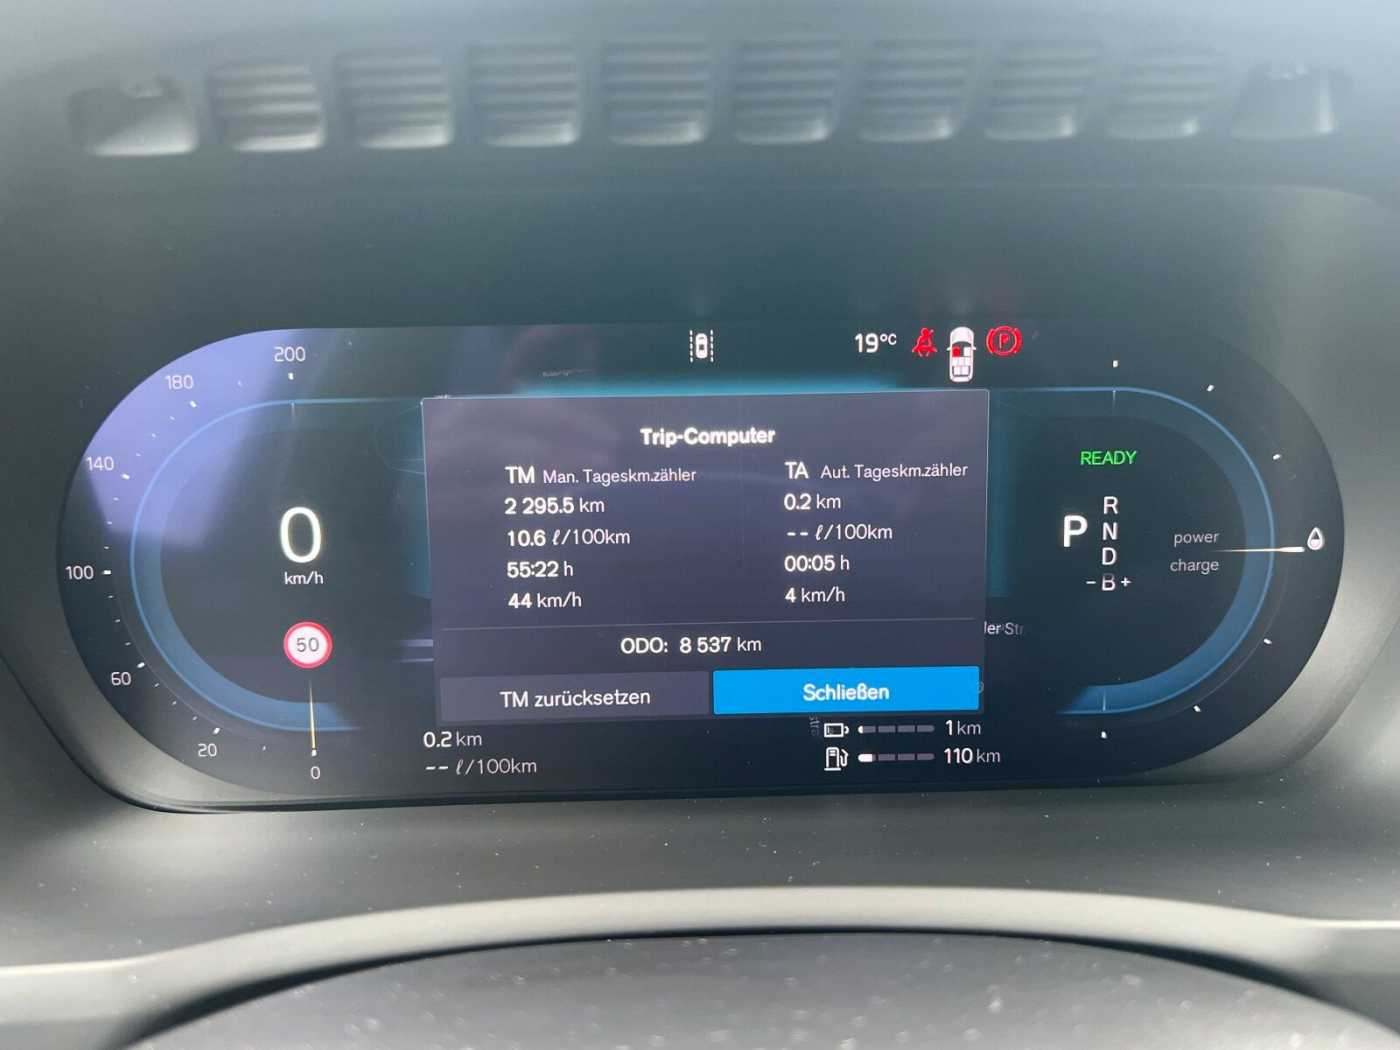 200
180
140
100
60
20
0
0
km/h
50
19°C
P
Trip-Computer
TM Man. Tageskm.zähler
2 295.5 km
10.6 ℓ/100km
55:22 h
44 km/h
TA Aut. Tageskm.zähler
0.2 km
-- ℓ/100km
00:05 h
4 km/h
ODO: 8 537 km
TM zurücksetzen
Schließen
0.2 km
-- ℓ/100km
1 km
110 km
READY
P
R
N
D
- B +
power
charge